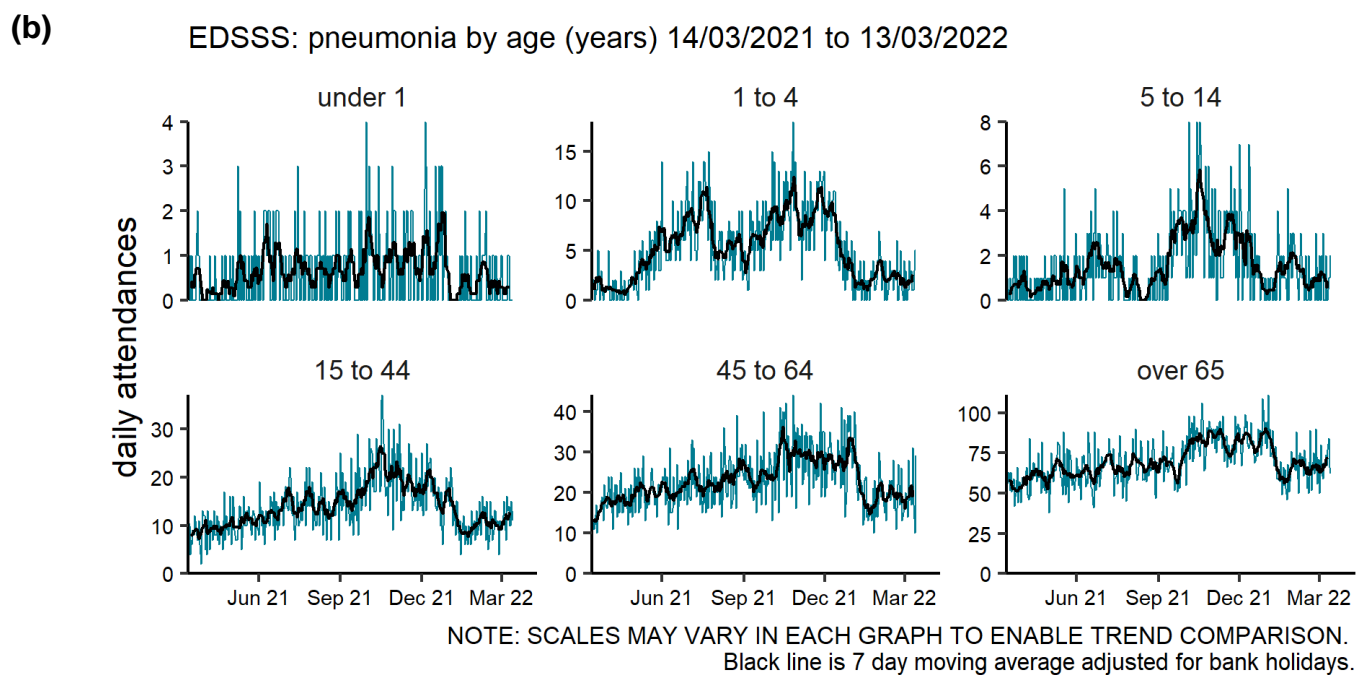 (b)
EDSSS: pneumonia by age (years) 14/03/2021 to 13/03/2022
daily attendances
under 1
4
3
2
1
0
1 to 4
15
10
5
0
5 to 14
8
6
4
2
0
15 to 44
30
20
10
0
Jun 21 Sep 21 Dec 21 Mar 22
45 to 64
40
30
20
10
0
Jun 21 Sep 21 Dec 21 Mar 22
over 65
100
75
50
25
0
Jun 21 Sep 21 Dec 21 Mar 22
NOTE: SCALES MAY VARY IN EACH GRAPH TO ENABLE TREND COMPARISON.
Black line is 7 day moving average adjusted for bank holidays.